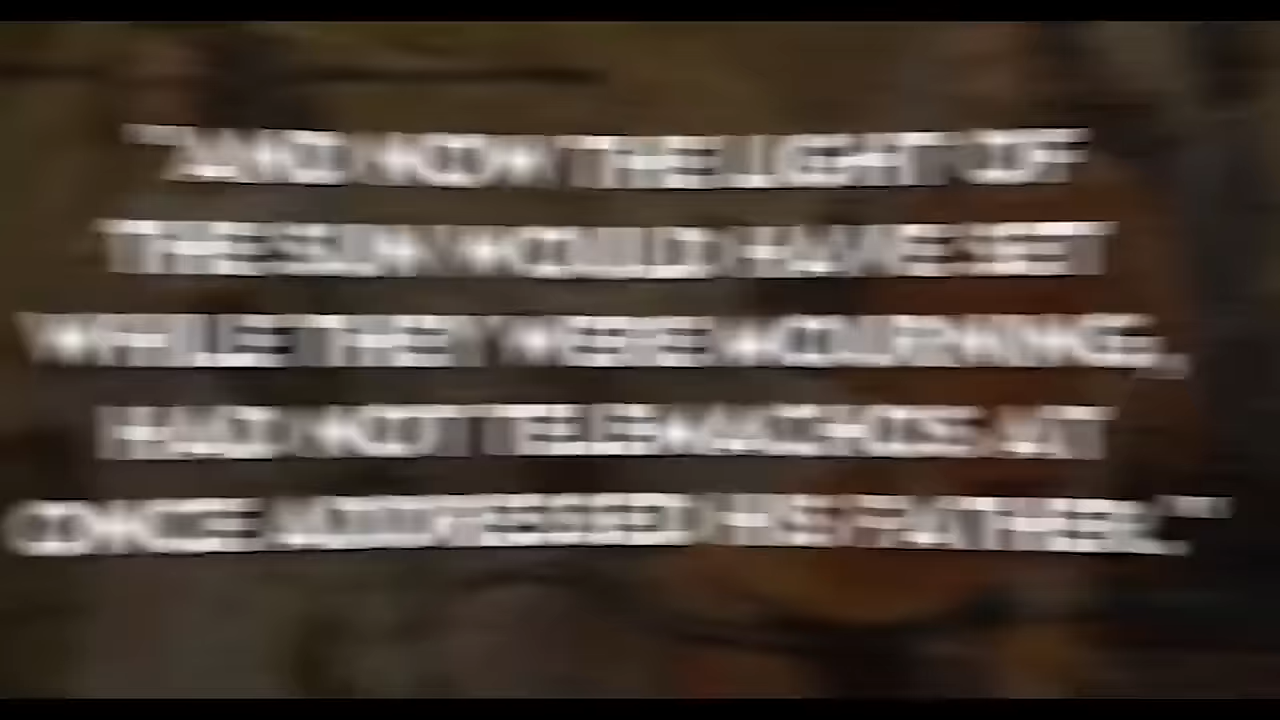 "AND NOW THE LIGHT OF
THE SUN WOULD HAVE SET
WHILE THEY WERE MOURNING,
HAD NOT TELEMACHOS AT
ONCE ADDRESSED HIS FATHER."